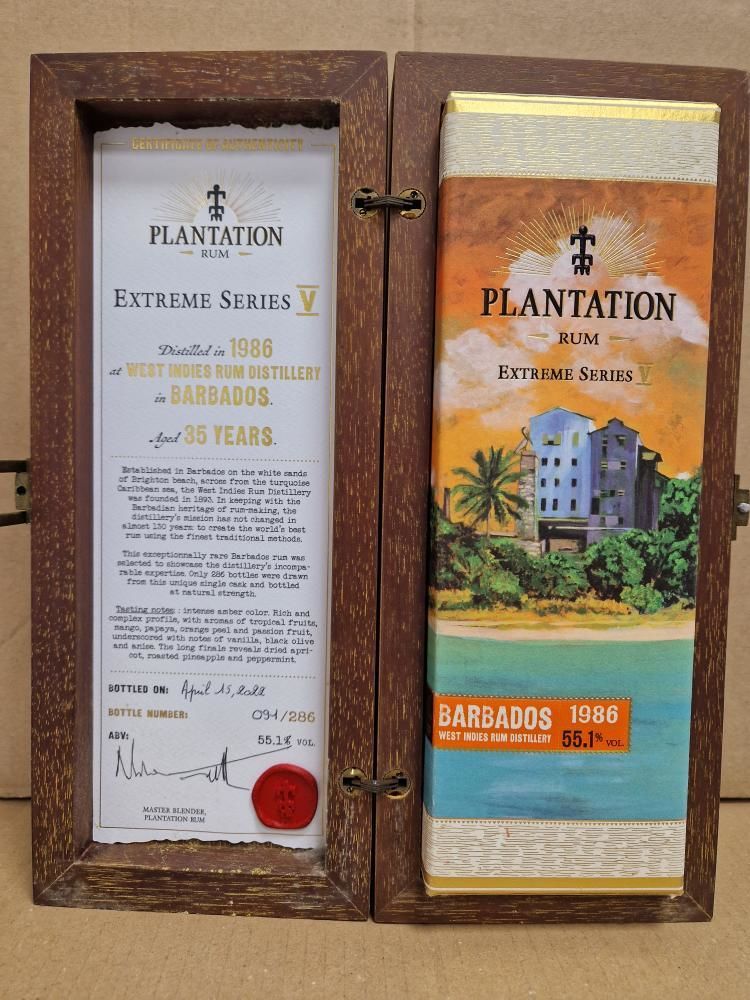 CERTIFICATE OF AUTHENTICITY
PLANTATION
RUM
EXTREME SERIES V
Distilled in 1986
at WEST INDIES RUM DISTILLERY
in BARBADOS.
Aged 35 YEARS.
Established in Barbados on the white sands
of Brighton beach, across from the turquoise
Caribbean sea, the West Indies Rum Distillery
was founded in 1893. In keeping with the
Barbadian heritage of rum-making, the
distillery's mission has not changed in
almost 130 years: to create the world's best
rum using the finest traditional methods.
This exceptionnally rare Barbados rum was
selected to showcase the distillery's incompa-
rable expertise. Only 286 bottles were drawn
from this unique single cask and bottled
at natural strength.
Tasting notes : intense amber color. Rich and
complex profile, with aromas of tropical fruits,
mango, papaya, orange peel and passion fruit,
underscored with notes of vanilla, black olive
and anise. The long finale reveals dried apri-
cot, roasted pineapple and peppermint.
BOTTLED ON: April 15, 2022
BOTTLE NUMBER: 091/286
ABV: 55.1% VOL.
MASTER BLENDER,
PLANTATION RUM
PLANTATION
RUM
EXTREME SERIES V
BARBADOS 1986
WEST INDIES RUM DISTILLERY 55.1% VOL.